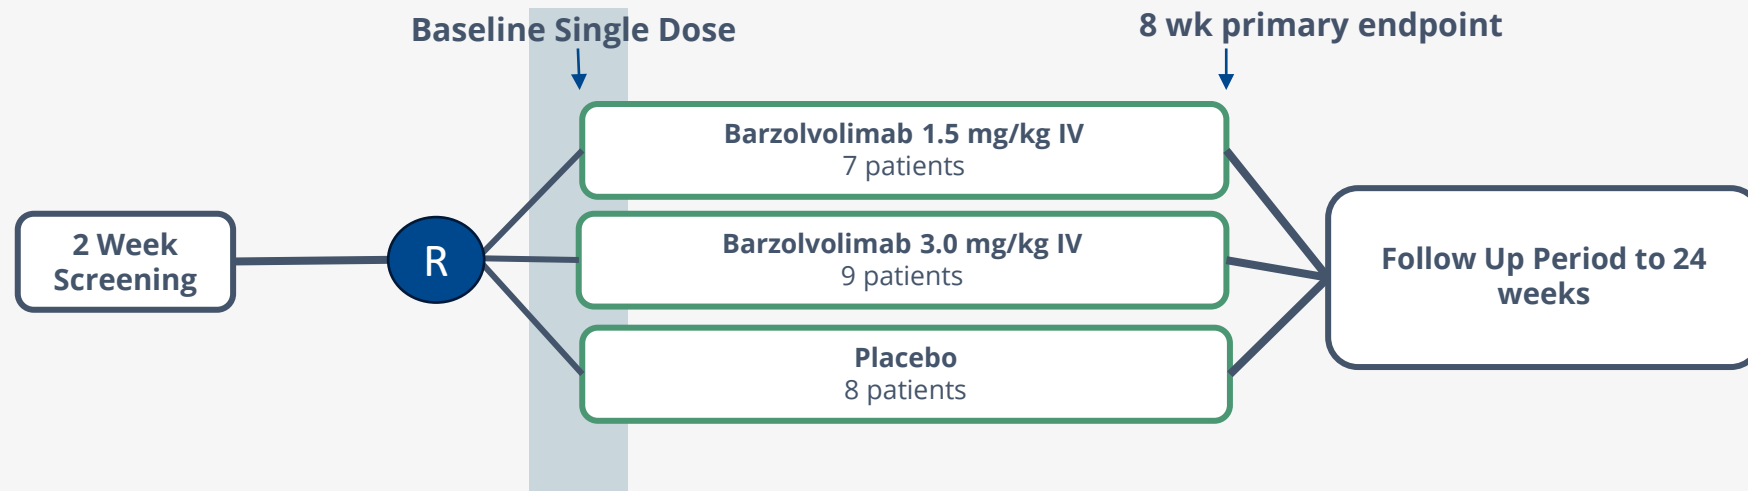 Baseline Single Dose
8 wk primary endpoint
2 Week
Screening
R
Barzolvolimab 1.5 mg/kg IV
7 patients
Barzolvolimab 3.0 mg/kg IV
9 patients
Placebo
8 patients
Follow Up Period to 24
weeks